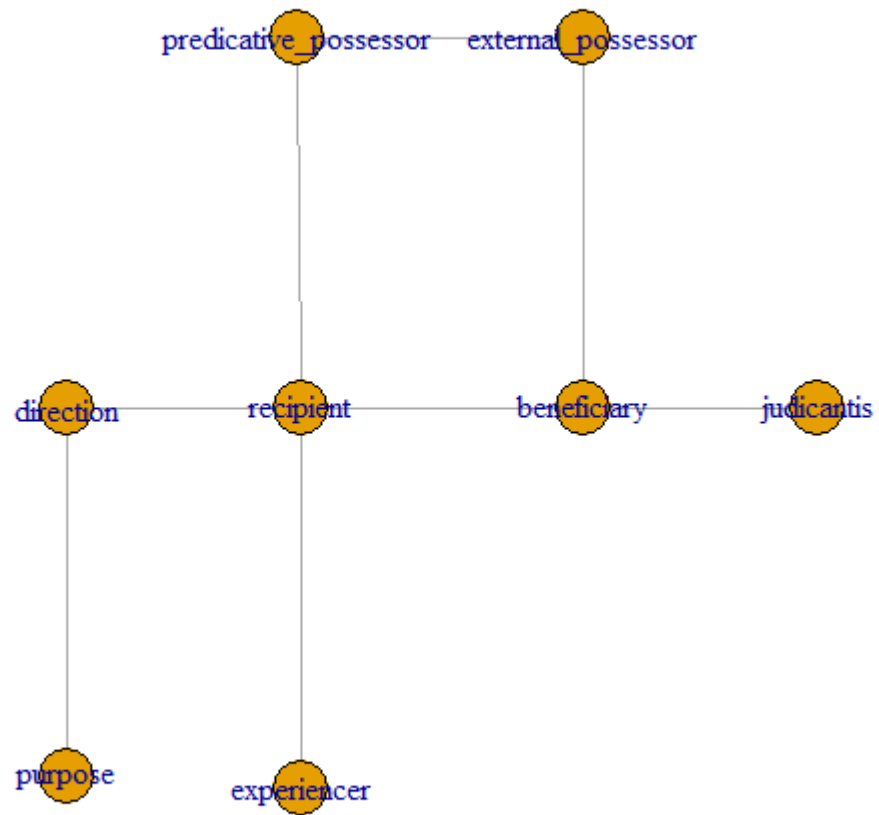 predicative_possessor external_possessor
direction recipient beneficiary judicantis
purpose experiencer